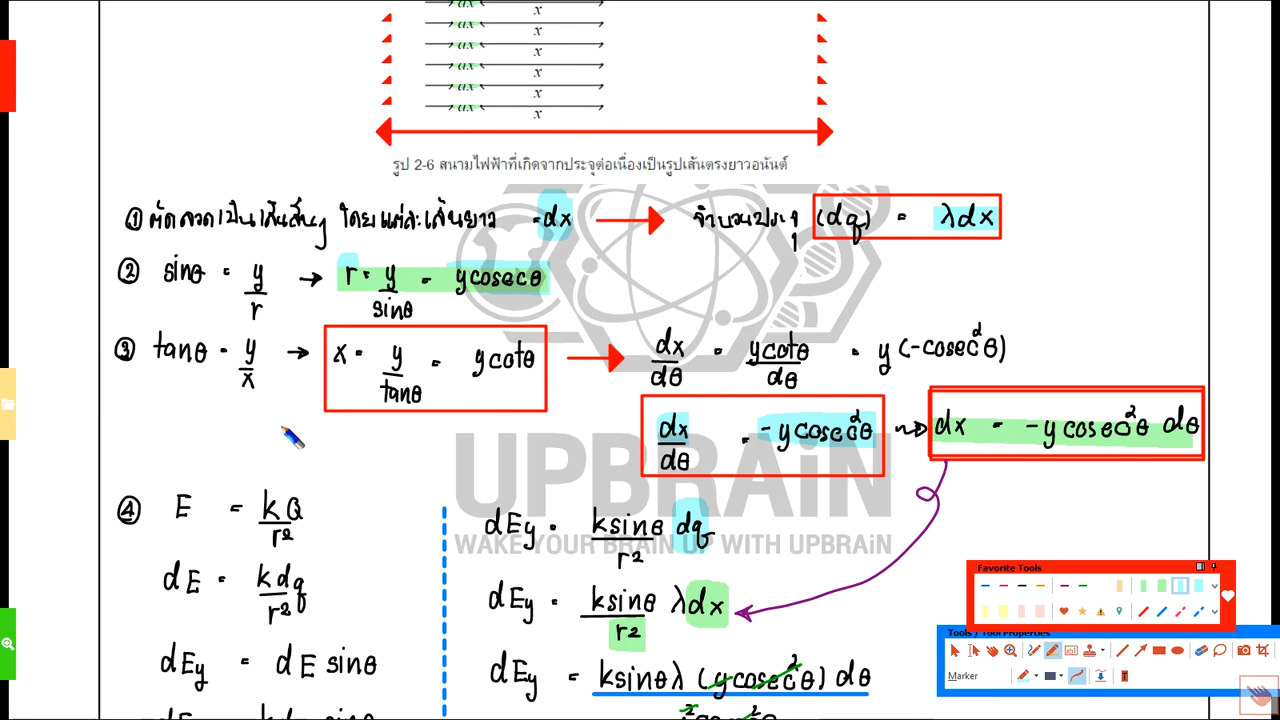 dx x
dx x
dx x
dx x
dx x
dx x
รูป 2-6 สนามไฟฟ้าที่เกิดจากประจุต่อเนื่องเป็นรูปเส้นตรงยาวอนันต์
① ตัดลวดเป็นเส้นสั้นๆ โดยแต่ละเส้นยาว = dx → จำนวนประจุ (dq) = λdx
② sinθ = y/r → r = y/sinθ = ycosecθ
③ tanθ = y/x → x = y/tanθ = ycotθ → dx/dθ = ycotθ/dθ = y(-cosec²θ)
dx/dθ = -ycosec²θ → dx = -ycosec²θ dθ
UPBRAiN
WAKE YOUR BRAiN UP WITH UPBRAiN
④ E = kQ/r²
dE = kdq/r²
dEy = dE sinθ
dEy = ksinθ/r² dq
dEy = ksinθ/r² λdx
dEy = ksinθλ(ycosec²θ) dθ
Favorite Tools
Tools / Tool Properties
Marker